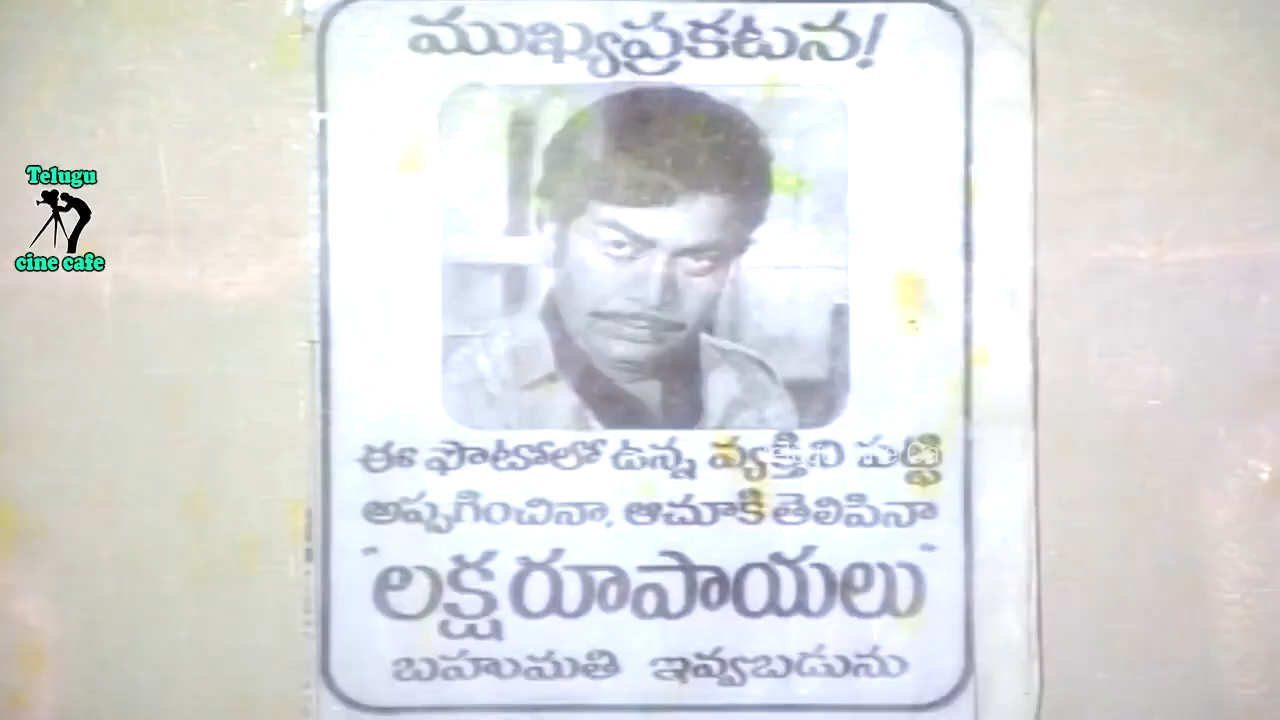 ముఖ్యప్రకటన!
Telugu
cine cafe
ఈ ఫొటోలో ఉన్న వ్యక్తిని పట్టి
అప్పగించినా, ఆచూకి తెలిపినా
"లక్షరూపాయలు"
బహుమతి ఇవ్వబడును